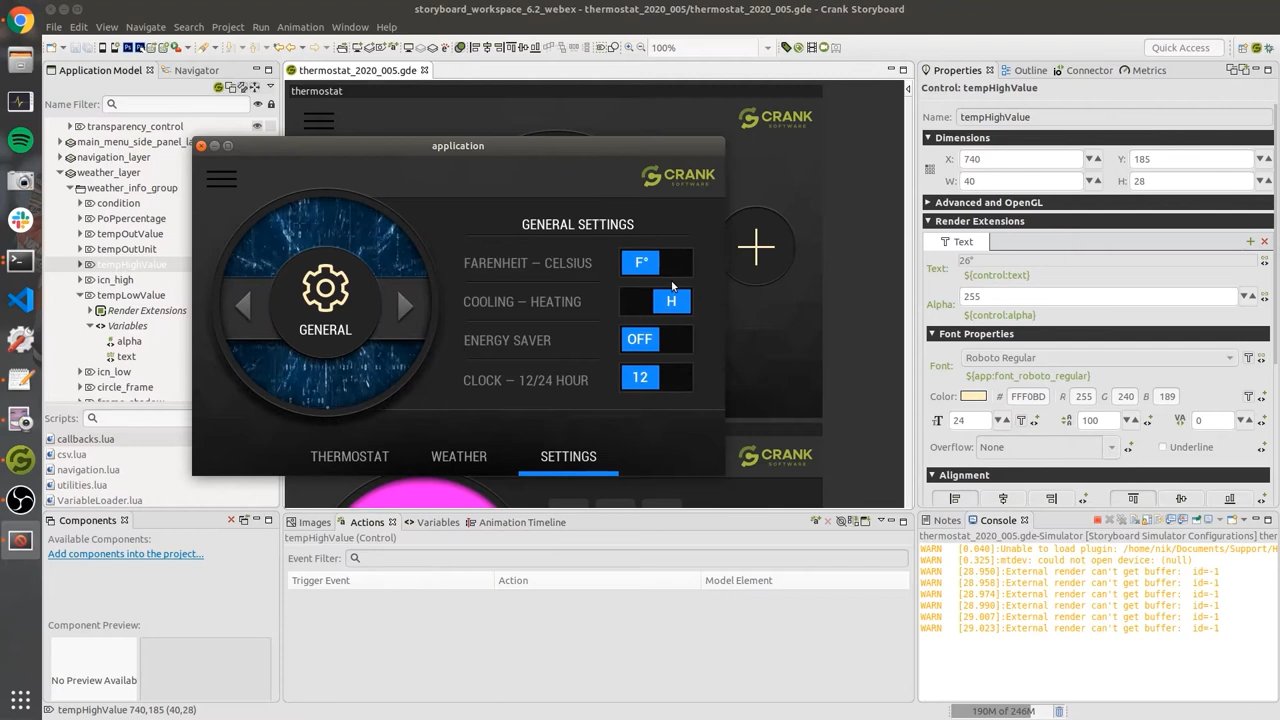 storyboard_workspace_6.2_webex - thermostat_2020_005/thermostat_2020_005.gde - Crank Storyboard
File Edit View Navigate Search Project Run Animation Window Help
100%
Quick Access
Application Model
Navigator
thermostat_2020_005.gde
Properties
Outline
Connector
Metrics
Name Filter:
transparency_control
main_menu_side_panel_la
navigation_layer
weather_layer
weather_info_group
condition
PoPpercentage
tempOutValue
tempOutUnit
tempHighValue
icn_high
tempLowValue
Render Extensions
Variables
alpha
text
icn_low
circle_frame
Scripts:
callbacks.lua
csv.lua
navigation.lua
utilities.lua
VariableLoader.lua
thermostat
CRANK
SOFTWARE
application
CRANK
SOFTWARE
GENERAL
GENERAL SETTINGS
FARENHEIT – CELSIUS F°
COOLING – HEATING H
ENERGY SAVER OFF
CLOCK – 12/24 HOUR 12
THERMOSTAT WEATHER SETTINGS
CRANK
SOFTWARE
Control: tempHighValue
Name: tempHighValue
Dimensions
X: 740 Y: 185
W: 40 H: 28
Advanced and OpenGL
Render Extensions
Text
Text: 26°
${control:text}
Alpha: 255
${control:alpha}
Font Properties
Font: Roboto Regular
${app:font_roboto_regular}
Color: # FFF0BD R 255 G 240 B 189
24 100 VA 0
Overflow: None Underline
Alignment
Components
Available Components:
Add components into the project...
Component Preview:
No Preview Availab
Images Actions Variables Animation Timeline
tempHighValue (Control)
Event Filter:
Trigger Event Action Model Element
Notes Console
thermostat_2020_005.gde-Simulator [Storyboard Simulator Configurations] ther
WARN [0.040]:Unable to load plugin: /home/nik/Documents/Support/H
WARN [0.325]:mtdev: could not open device: (null)
WARN [28.950]:External render can't get buffer: id=-1
WARN [28.958]:External render can't get buffer: id=-1
WARN [28.974]:External render can't get buffer: id=-1
WARN [28.990]:External render can't get buffer: id=-1
WARN [29.007]:External render can't get buffer: id=-1
WARN [29.023]:External render can't get buffer: id=-1
tempHighValue 740,185 (40,28)
190M of 246M